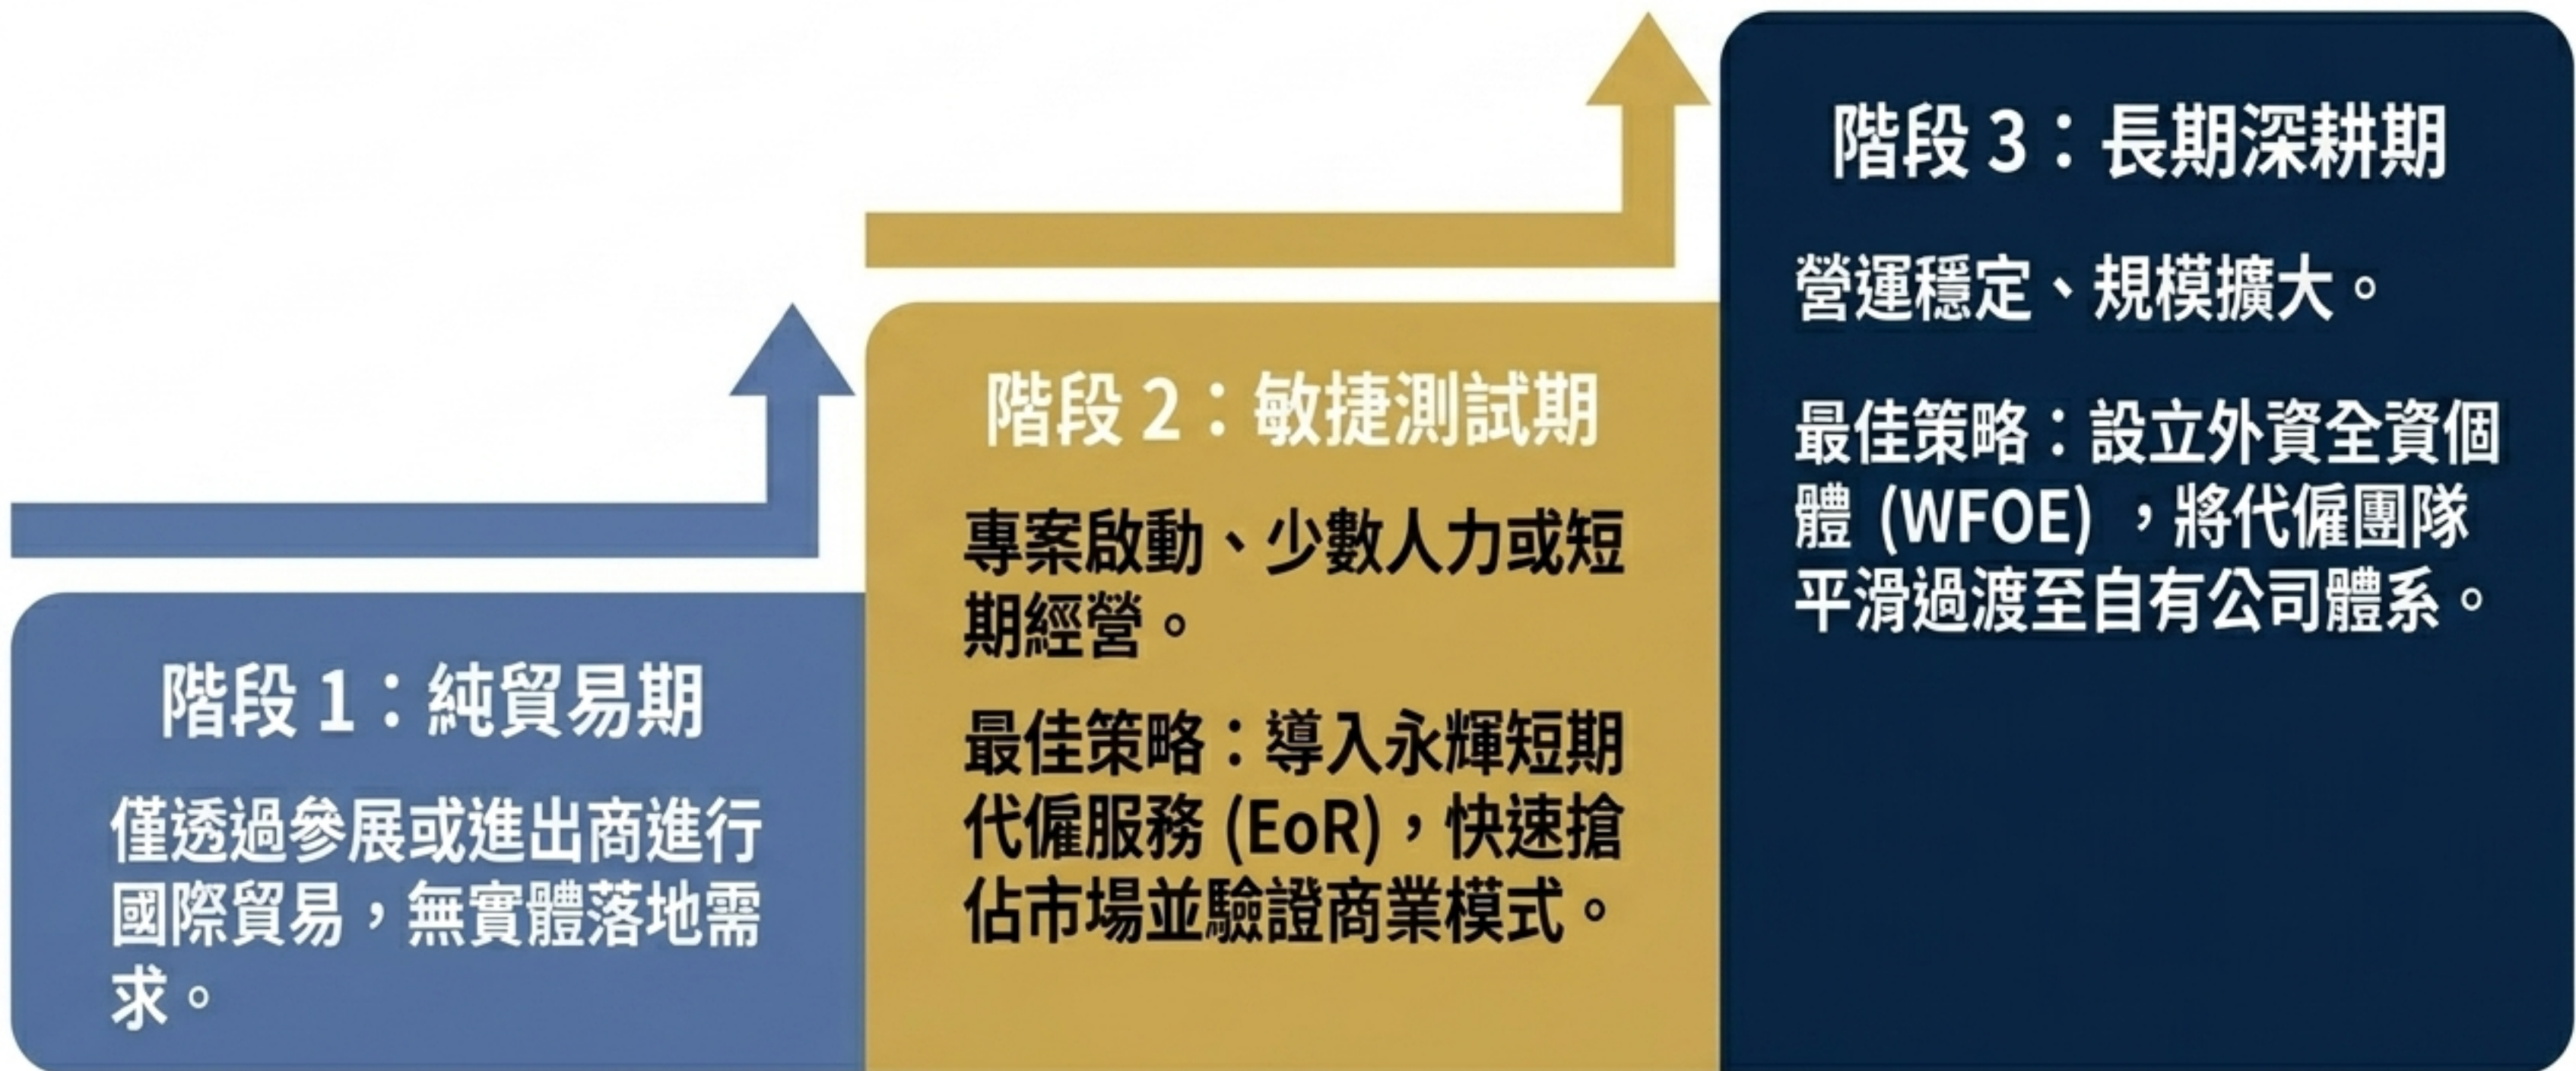 階段 1：純貿易期
僅透過參展或進出商進行
國際貿易，無實體落地需
求。
階段 2：敏捷測試期
專案啟動、少數人力或短
期經營。
最佳策略：導入永輝短期
代僱服務 (EoR)，快速搶
佔市場並驗證商業模式。
階段 3：長期深耕期
營運穩定、規模擴大。
最佳策略：設立外資全資個
體 (WFOE) ，將代僱團隊
平滑過渡至自有公司體系。